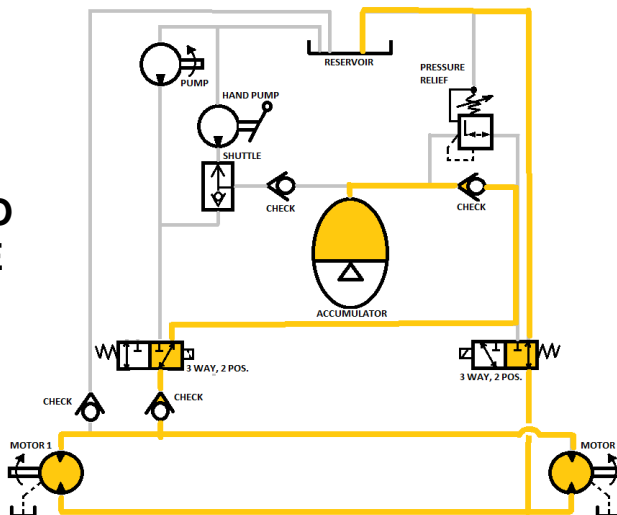 RESERVOIR
PRESSURE
RELIEF
PUMP
HAND PUMP
SHUTTLE
CHECK
CHECK
ACCUMULATOR
3 WAY, 2 POS.
3 WAY, 2 POS.
CHECK
CHECK
MOTOR 1
MOTOR